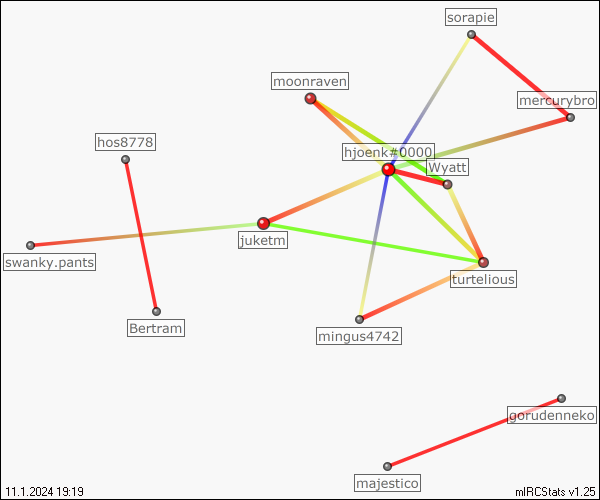 sorapie
moonraven
mercurybro
hos8778
hjoenk#0000
Wyatt
juketm
swanky.pants
turtelious
Bertram
mingus4742
gorudenneko
majestico
11.1.2024 19:19
mIRCStats v1.25